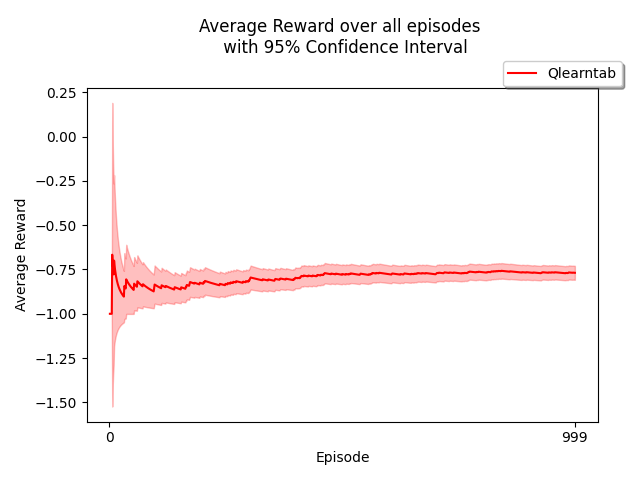 Average Reward over all episodes
with 95% Confidence Interval
Qlearntab
0.25
0.00
−0.25
−0.50
−0.75
−1.00
−1.25
−1.50
Average Reward
0 999
Episode